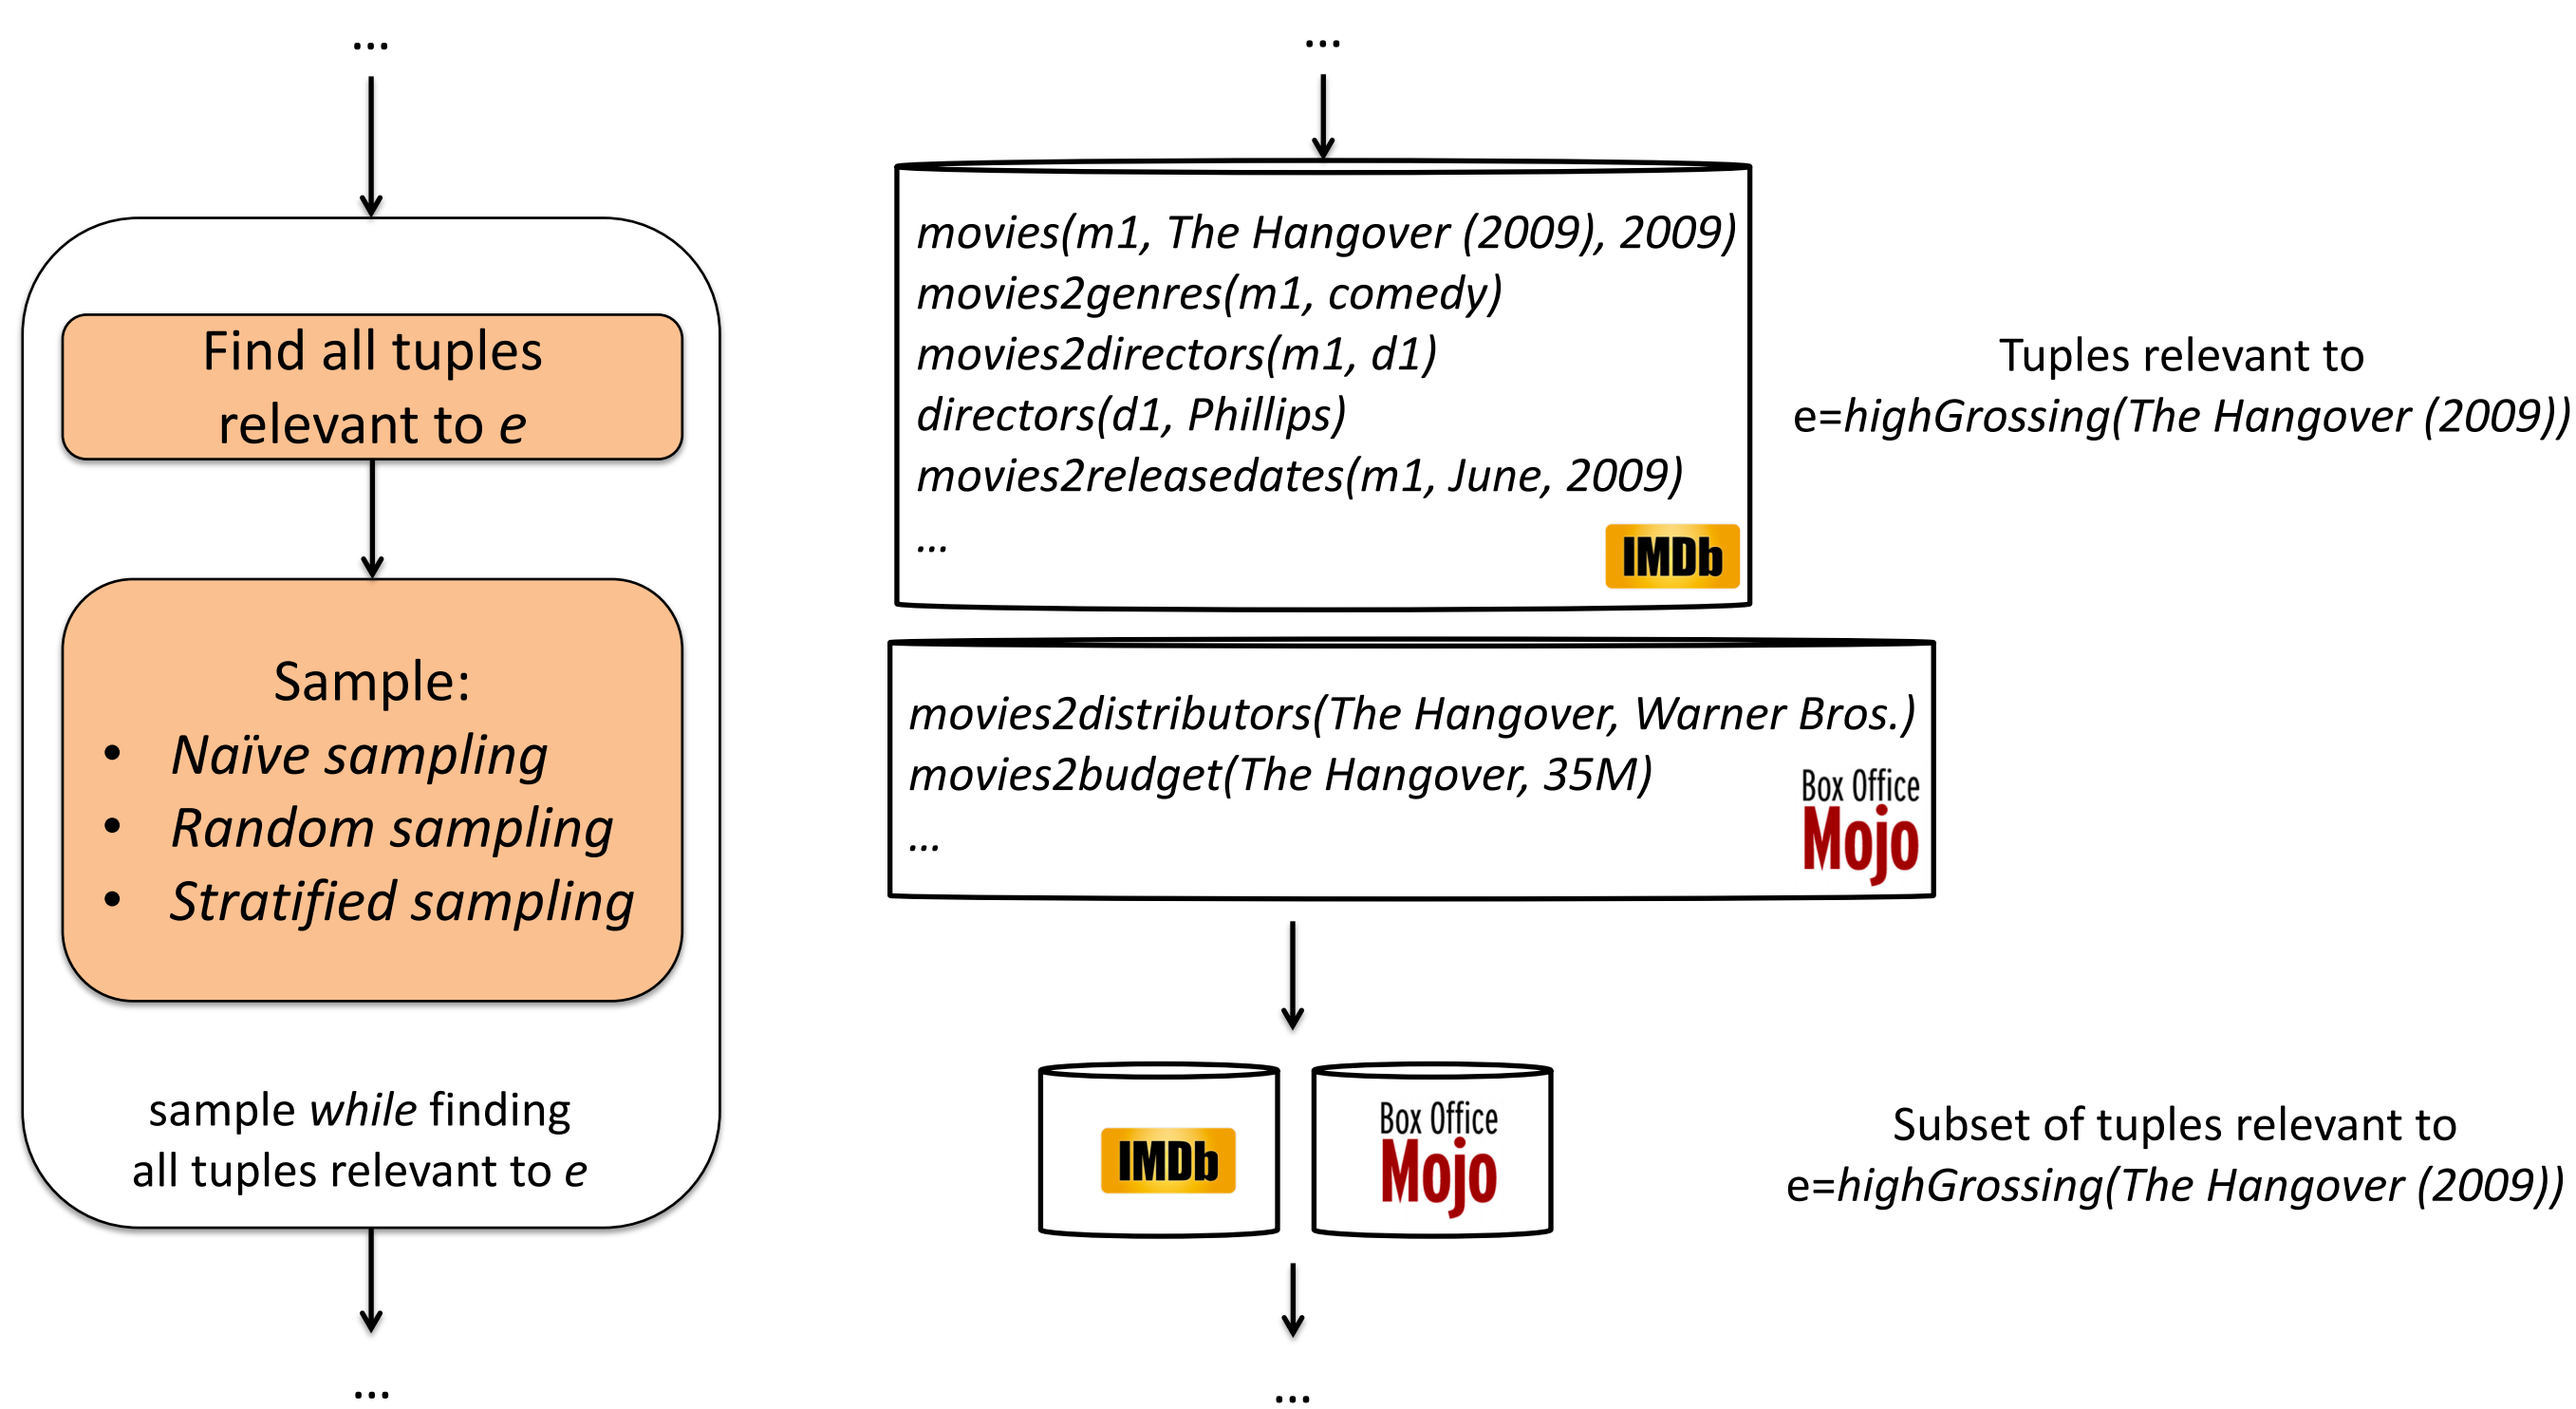 ...
Find all tuples
relevant to e
Sample:
• Naïve sampling
• Random sampling
• Stratified sampling
sample while finding
all tuples relevant to e
...
...
movies(m1, The Hangover (2009), 2009)
movies2genres(m1, comedy)
movies2directors(m1, d1)
directors(d1, Phillips)
movies2releasedates(m1, June, 2009)
...
IMDb
Tuples relevant to
e=highGrossing(The Hangover (2009))
movies2distributors(The Hangover, Warner Bros.)
movies2budget(The Hangover, 35M)
...
Box Office
Mojo
IMDb
Box Office
Mojo
Subset of tuples relevant to
e=highGrossing(The Hangover (2009))
...